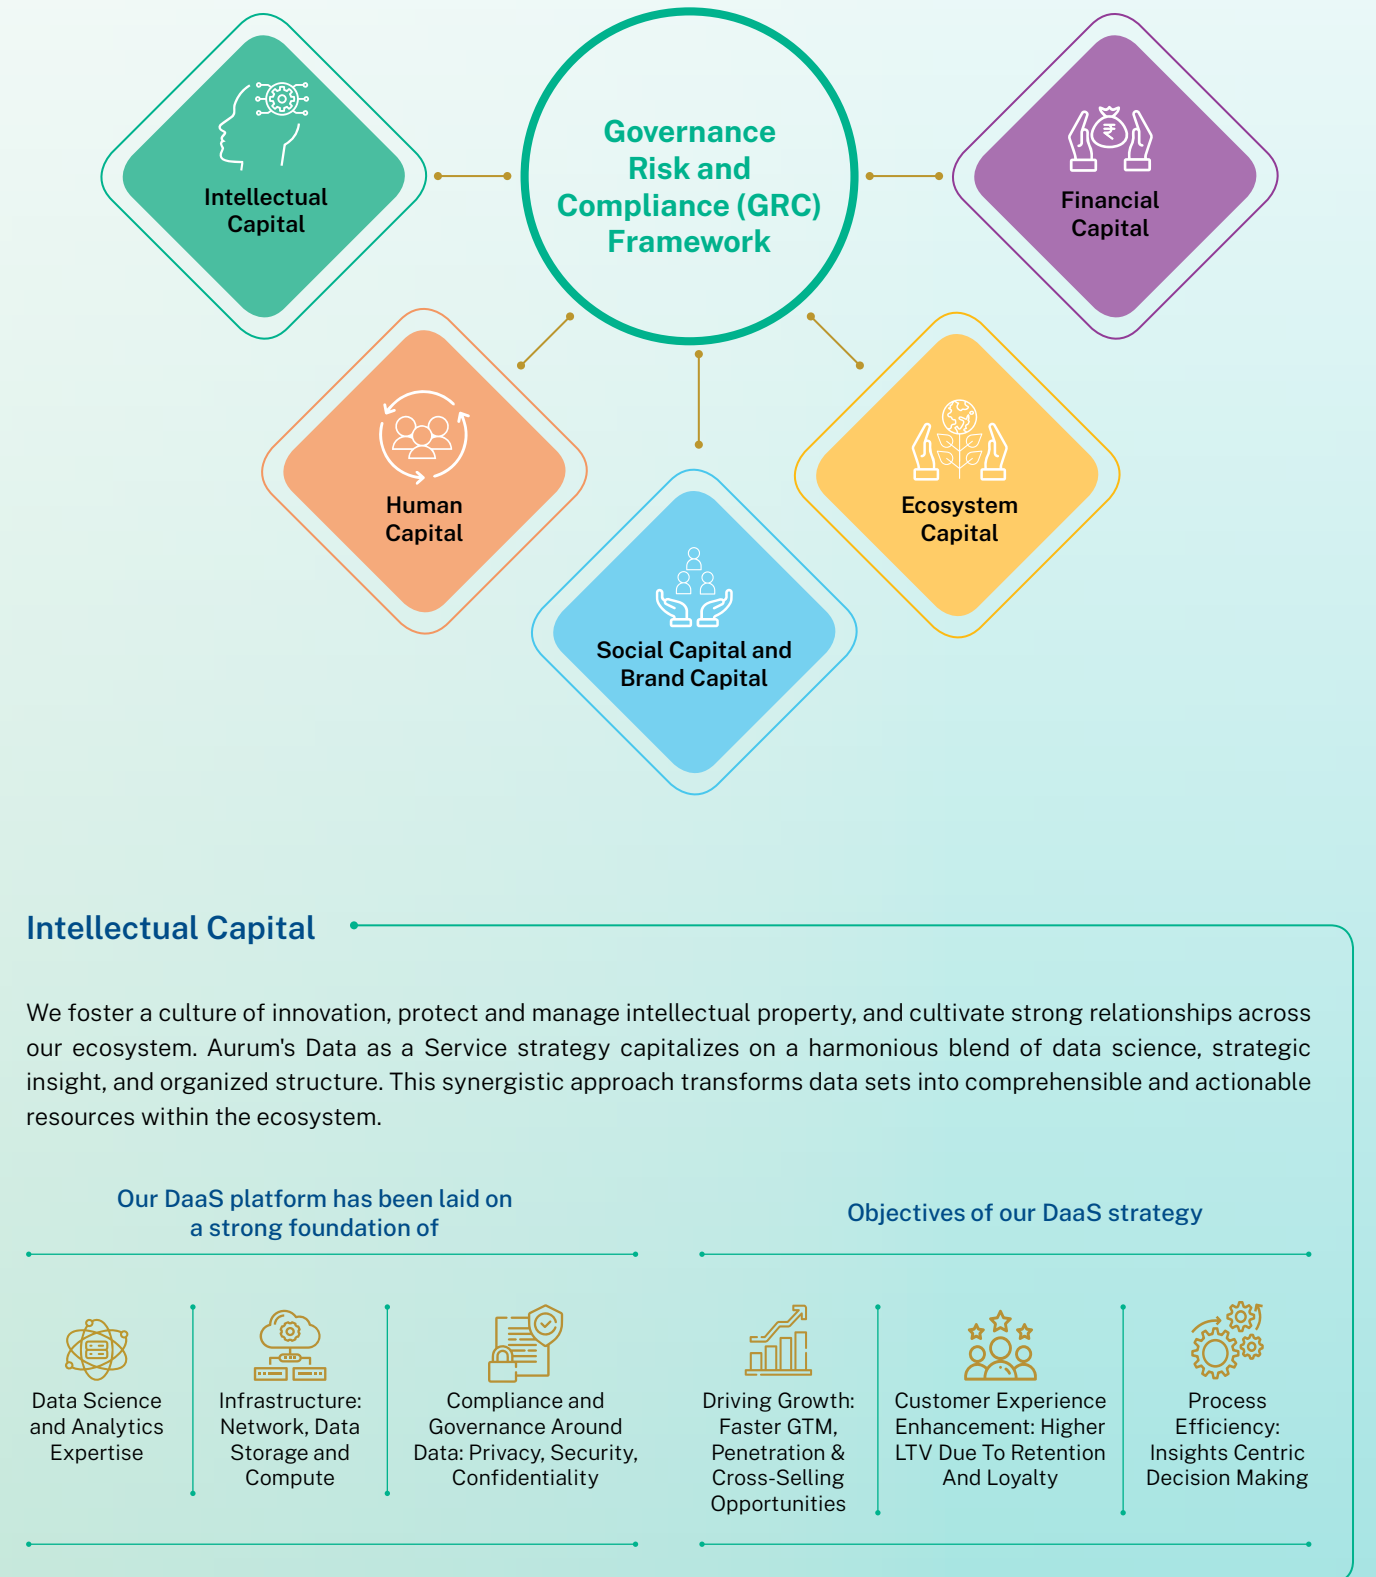 Governance
Risk and
Compliance (GRC)
Framework
Intellectual
Capital
Financial
Capital
Human
Capital
Ecosystem
Capital
Social Capital and
Brand Capital
Intellectual Capital
We foster a culture of innovation, protect and manage intellectual property, and cultivate strong relationships across
our ecosystem. Aurum's Data as a Service strategy capitalizes on a harmonious blend of data science, strategic
insight, and organized structure. This synergistic approach transforms data sets into comprehensible and actionable
resources within the ecosystem.
Our DaaS platform has been laid on
a strong foundation of
Data Science
and Analytics
Expertise
Infrastructure:
Network, Data
Storage and
Compute
Compliance and
Governance Around
Data: Privacy, Security,
Confidentiality
Objectives of our DaaS strategy
Driving Growth:
Faster GTM,
Penetration &
Cross-Selling
Opportunities
Customer Experience
Enhancement: Higher
LTV Due To Retention
And Loyalty
Process
Efficiency:
Insights Centric
Decision Making